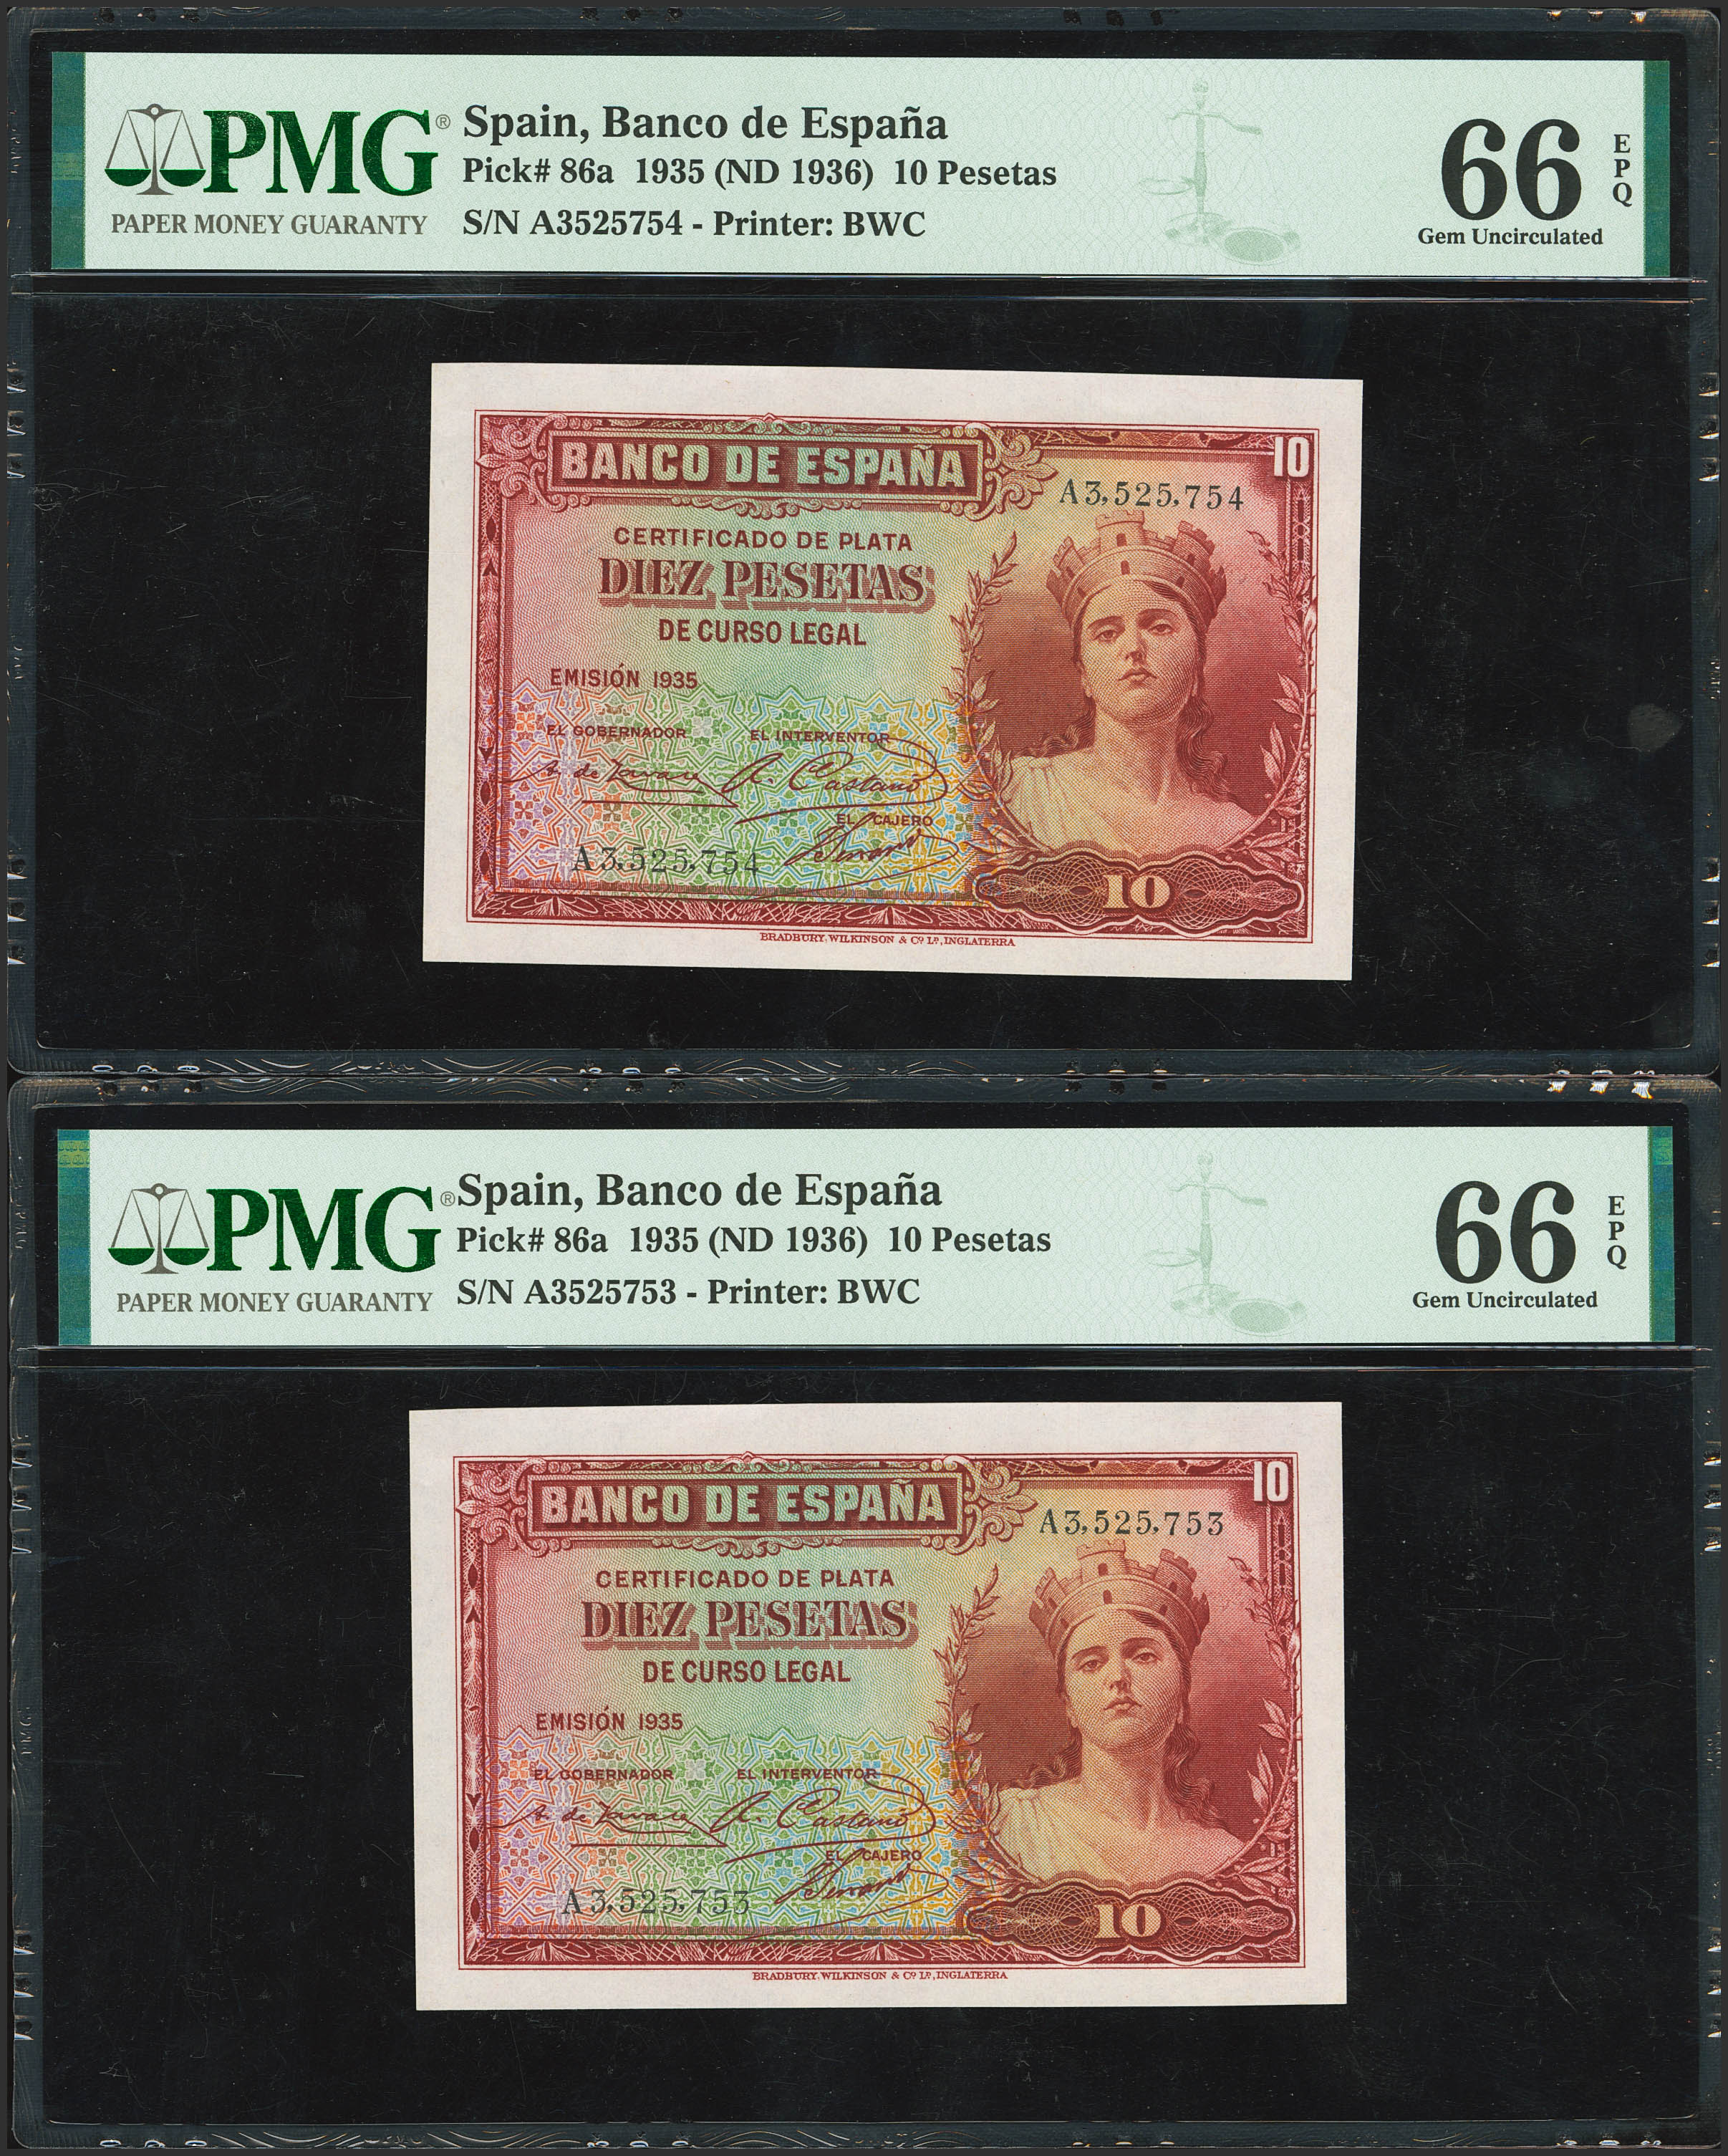 PMG®
PAPER MONEY GUARANTY
Spain, Banco de España
Pick# 86a 1935 (ND 1936) 10 Pesetas
S/N A3525754 - Printer: BWC
66
EPQ
Gem Uncirculated
BANCO DE ESPAÑA
10
A3,525,754
CERTIFICADO DE PLATA
DIEZ PESETAS
DE CURSO LEGAL
EMISIÓN 1935
EL GOBERNADOR EL INTERVENTOR
A. Castaño
EL CAJERO
A3,525,754
10
BRADBURY, WILKINSON & Cº Lº, INGLATERRA
PMG®
PAPER MONEY GUARANTY
Spain, Banco de España
Pick# 86a 1935 (ND 1936) 10 Pesetas
S/N A3525753 - Printer: BWC
66
EPQ
Gem Uncirculated
BANCO DE ESPAÑA
10
A3,525,753
CERTIFICADO DE PLATA
DIEZ PESETAS
DE CURSO LEGAL
EMISIÓN 1935
EL GOBERNADOR EL INTERVENTOR
A. Castaño
EL CAJERO
A3,525,753
10
BRADBURY, WILKINSON & Cº Lº, INGLATERRA